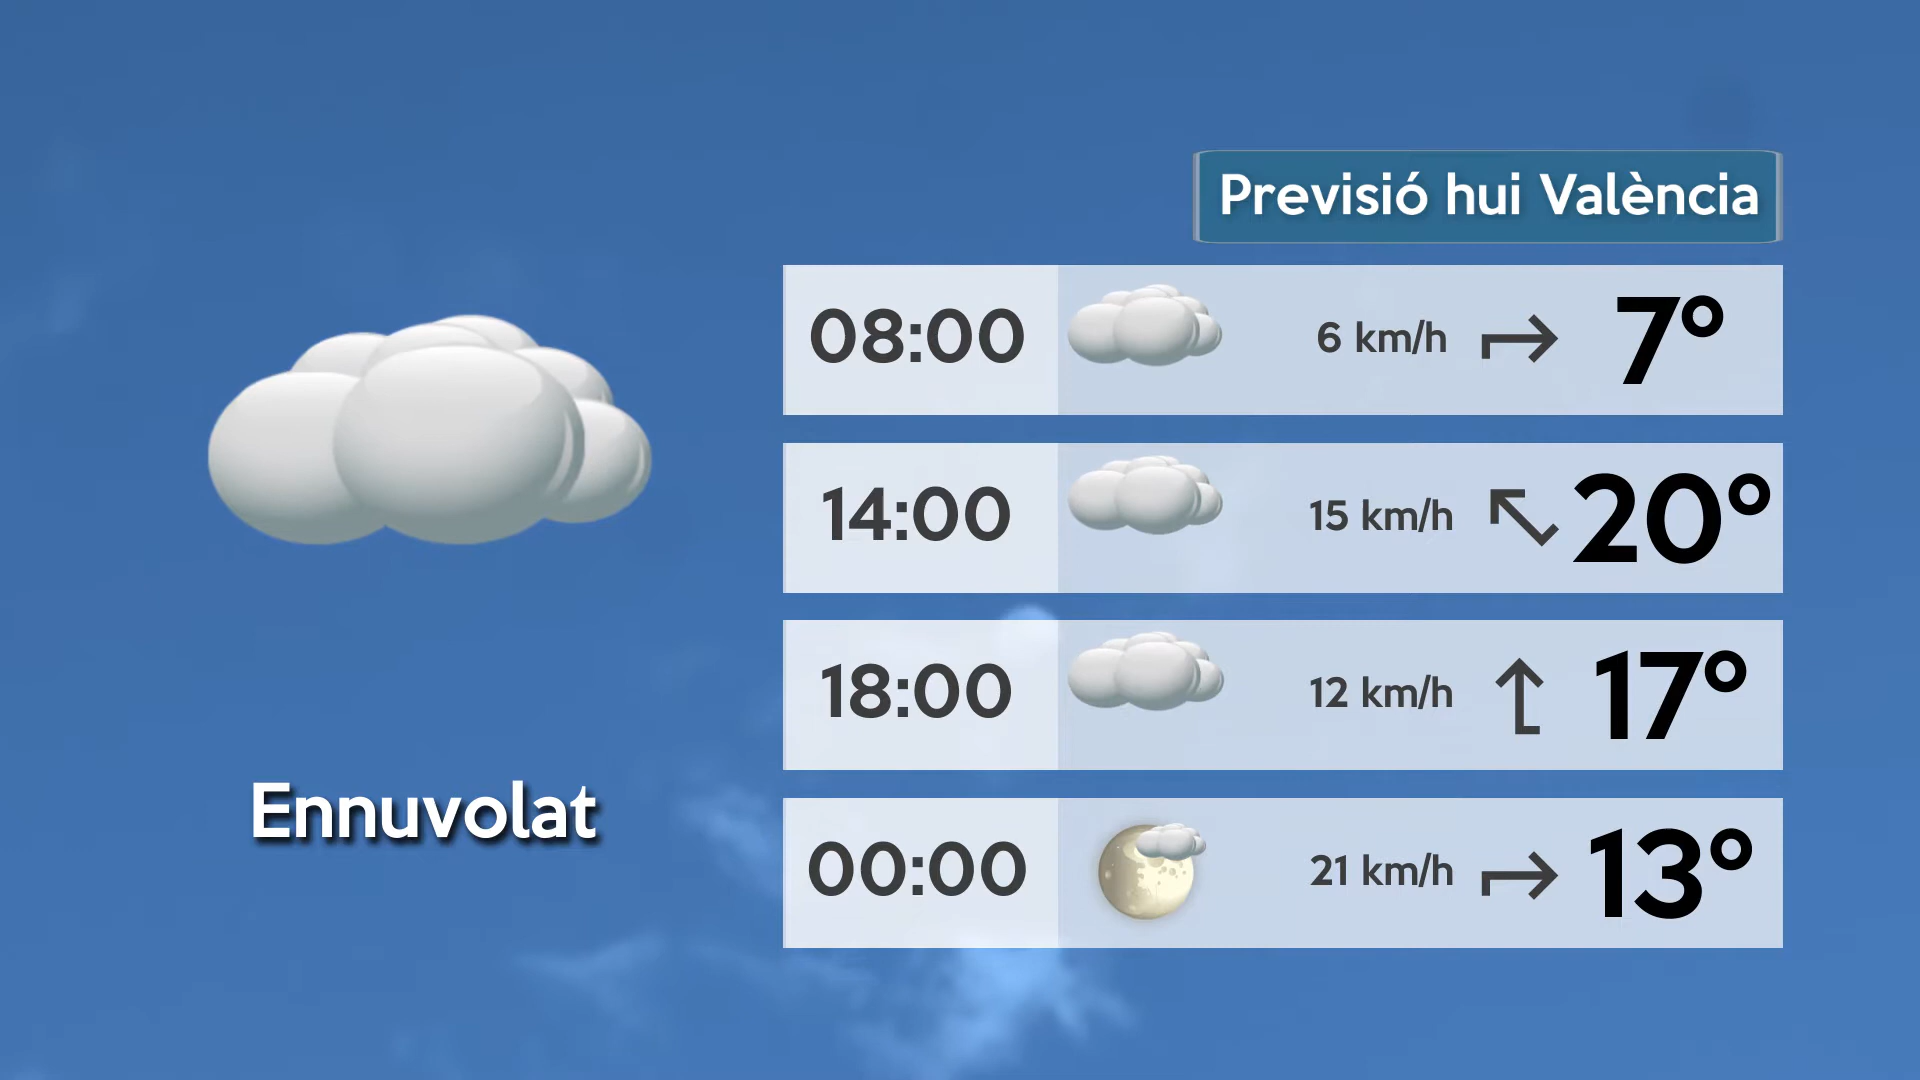 Previsió hui València
08:00 6 km/h 7°
14:00 15 km/h 20°
18:00 12 km/h 17°
00:00 21 km/h 13°
Ennuvolat